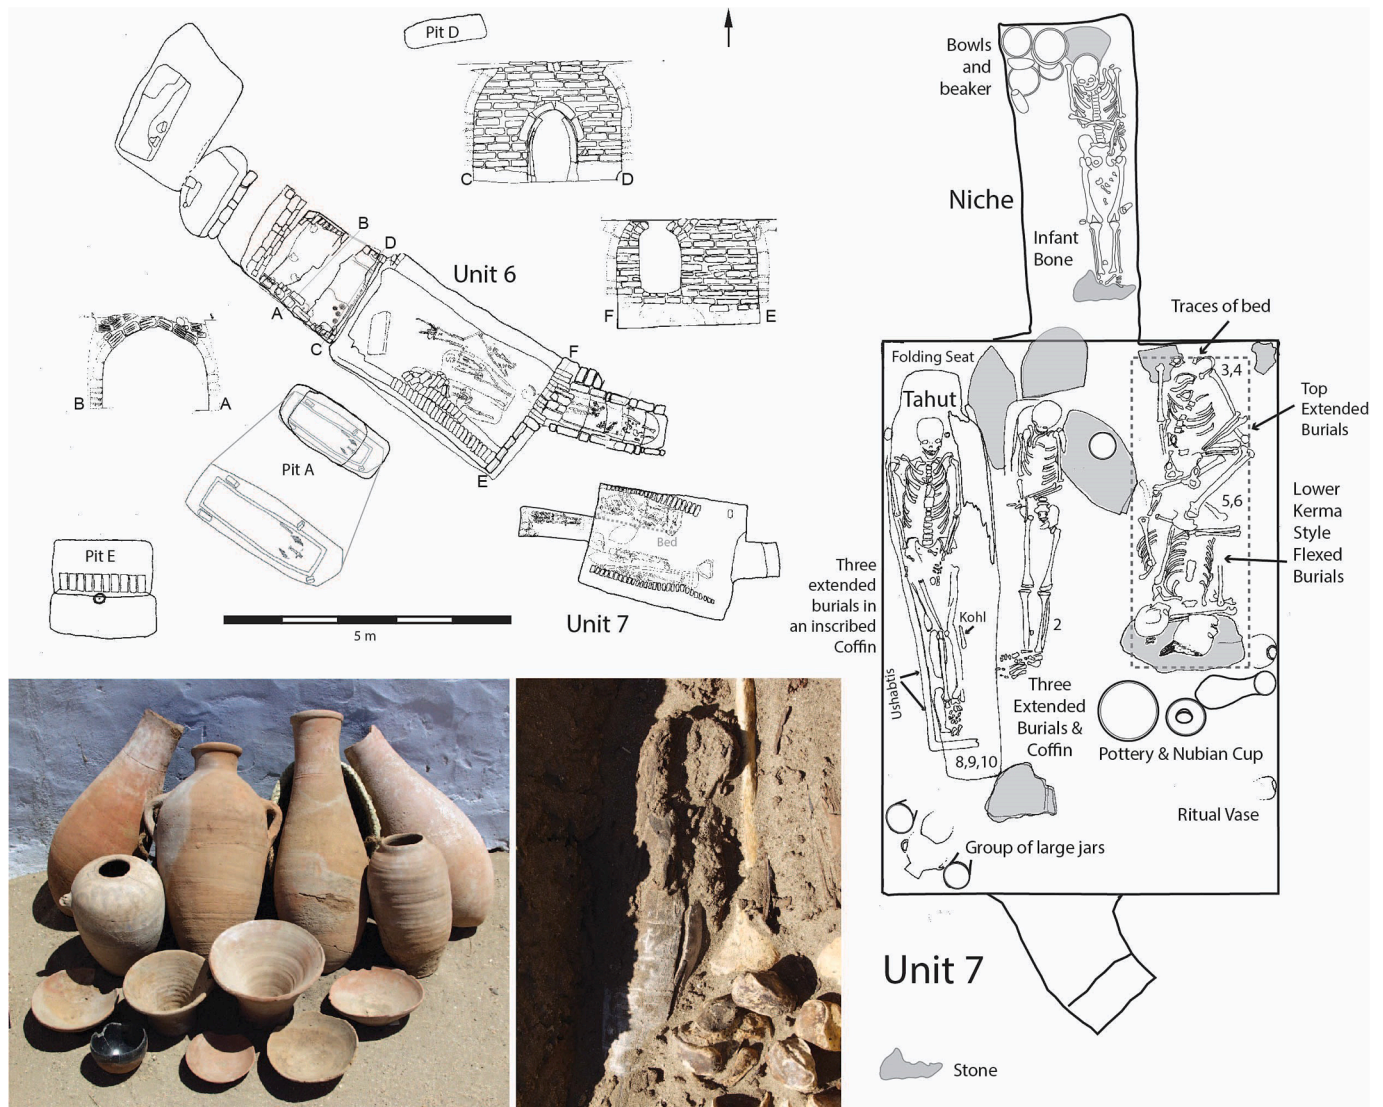 Pit D
C
D
B
D
Unit 6
A
C
F
E
F
E
B
A
Pit A
Pit E
5 m
Bed
Unit 7
Bowls
and
beaker
Niche
Infant
Bone
Traces of bed
Folding Seat
Tahut
3,4
Top
Extended
Burials
5,6
Lower
Kerma
Style
Flexed
Burials
Three
extended
burials in
an inscribed
Coffin
Kohl
2
Ushabtis
Three
Extended
Burials &
Coffin
8,9,10
Pottery & Nubian Cup
Ritual Vase
Group of large jars
Unit 7
Stone